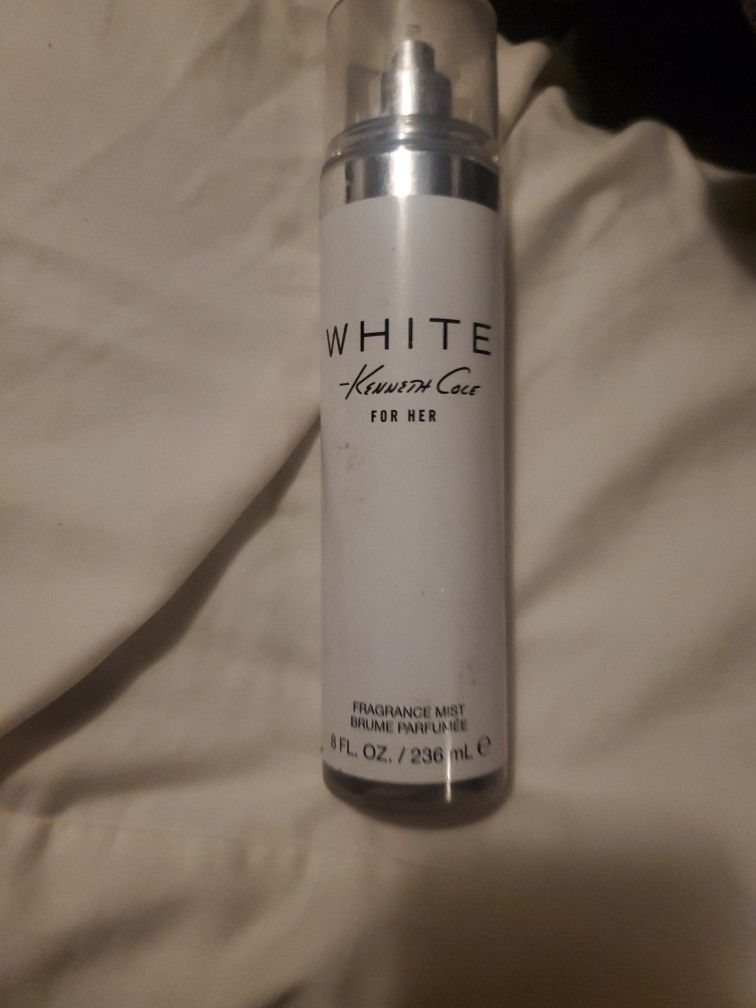 WHITE
-KENNETH COLE
FOR HER
FRAGRANCE MIST
BRUME PARFUMÉE
8 FL. OZ. / 236 mL ℮